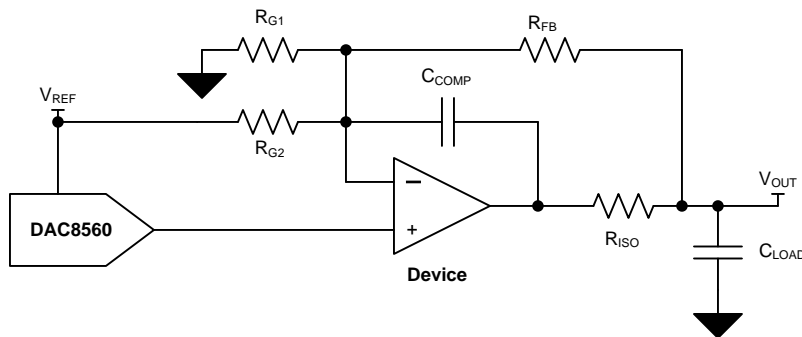 RG1
RFB
CCOMP
VREF
RG2
DAC8560
−
+
Device
RISO
VOUT
CLOAD